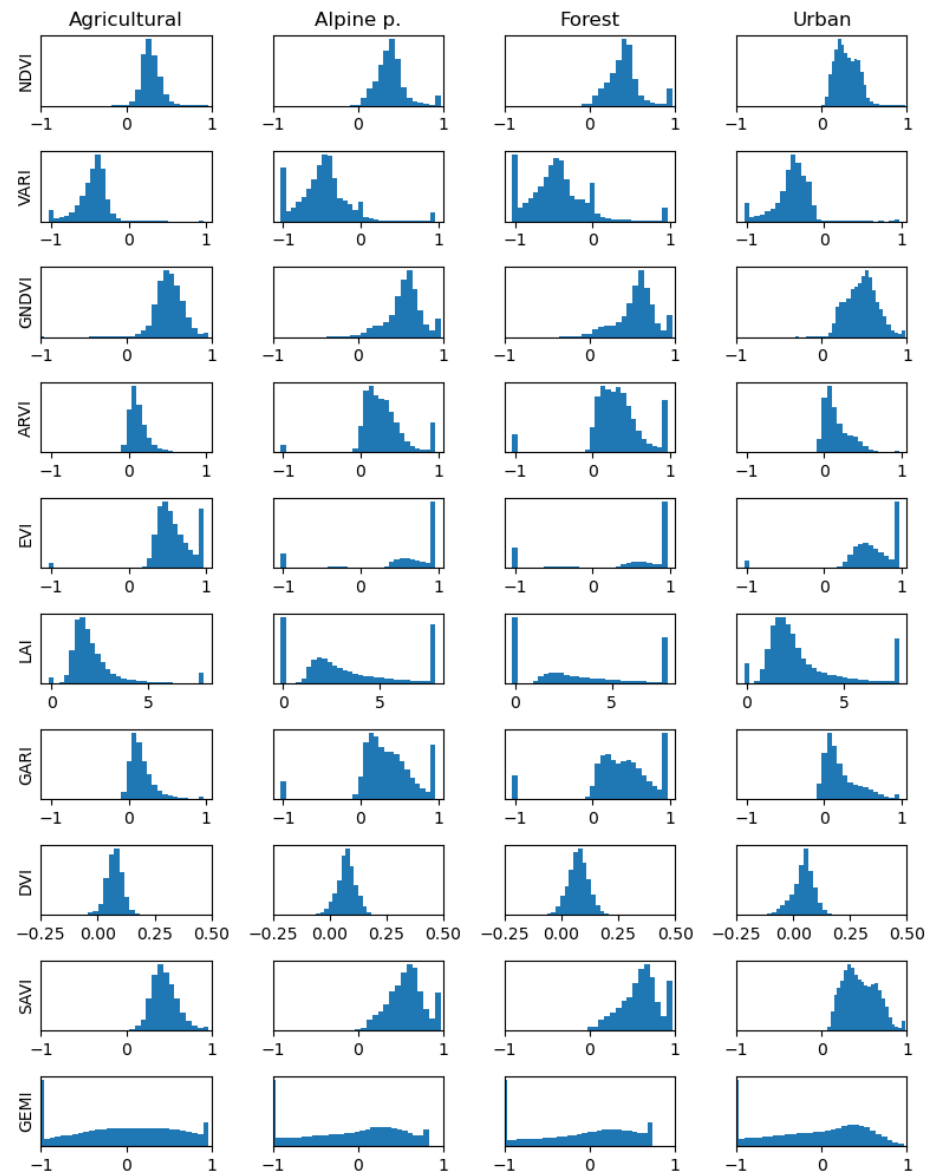 Agricultural Alpine p. Forest Urban
NDVI
−1 0 1 −1 0 1 −1 0 1 −1 0 1
VARI
−1 0 1 −1 0 1 −1 0 1 −1 0 1
GNDVI
−1 0 1 −1 0 1 −1 0 1 −1 0 1
ARVI
−1 0 1 −1 0 1 −1 0 1 −1 0 1
EVI
−1 0 1 −1 0 1 −1 0 1 −1 0 1
LAI
0 5 0 5 0 5 0 5
GARI
−1 0 1 −1 0 1 −1 0 1 −1 0 1
DVI
−0.25 0.00 0.25 0.50 −0.25 0.00 0.25 0.50 −0.25 0.00 0.25 0.50 −0.25 0.00 0.25 0.50
SAVI
−1 0 1 −1 0 1 −1 0 1 −1 0 1
GEMI
−1 0 1 −1 0 1 −1 0 1 −1 0 1